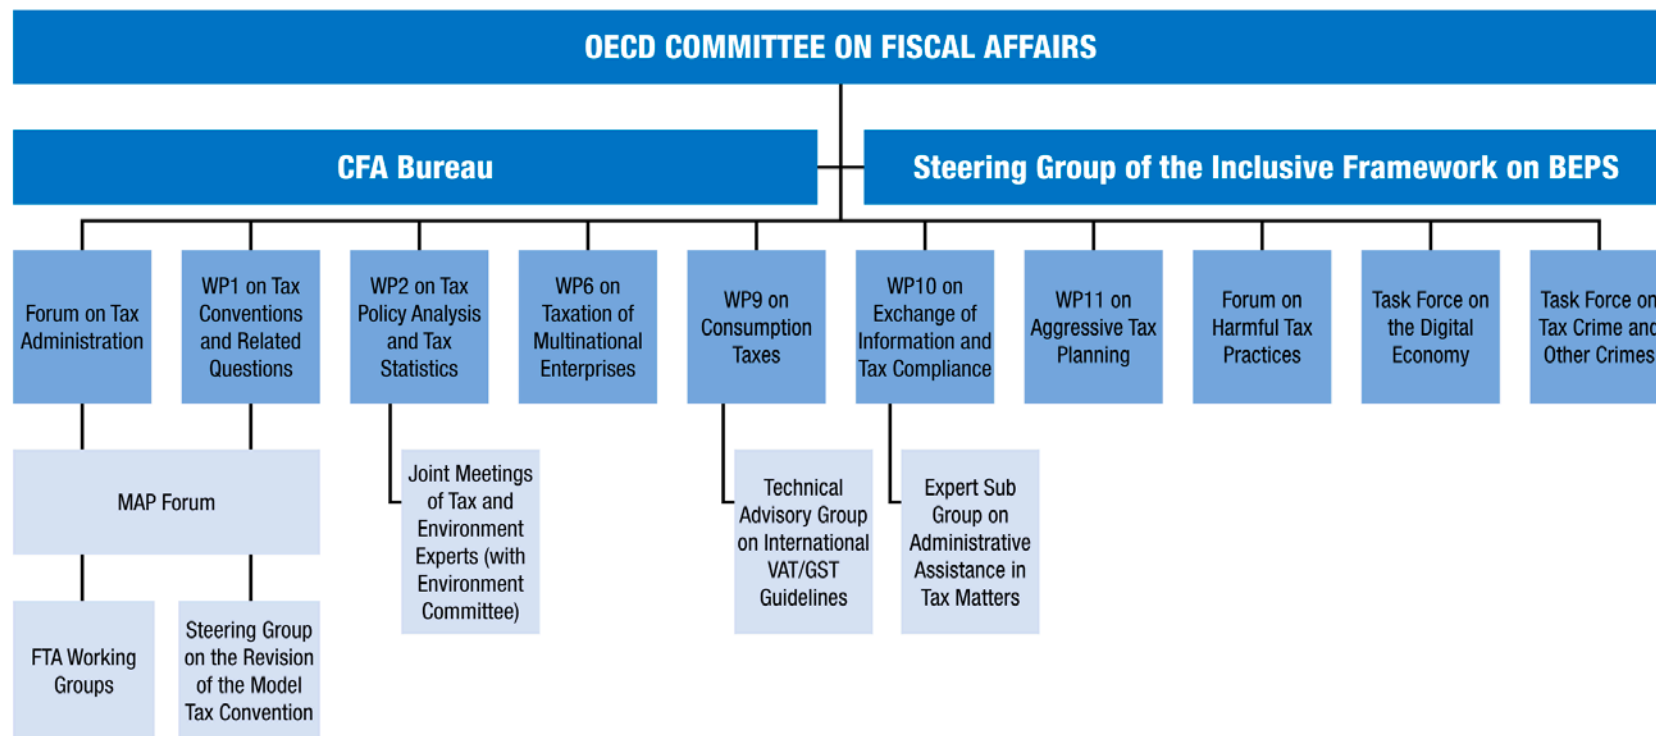 OECD COMMITTEE ON FISCAL AFFAIRS
CFA Bureau
Steering Group of the Inclusive Framework on BEPS
Forum on Tax
Administration
WP1 on Tax
Conventions
and Related
Questions
WP2 on Tax
Policy Analysis
and Tax
Statistics
WP6 on
Taxation of
Multinational
Enterprises
WP9 on
Consumption
Taxes
WP10 on
Exchange of
Information and
Tax Compliance
WP11 on
Aggressive Tax
Planning
Forum on
Harmful Tax
Practices
Task Force on
the Digital
Economy
Task Force on
Tax Crime and
Other Crimes
MAP Forum
Joint Meetings
of Tax and
Environment
Experts (with
Environment
Committee)
Technical
Advisory Group
on International
VAT/GST
Guidelines
Expert Sub
Group on
Administrative
Assistance in
Tax Matters
FTA Working
Groups
Steering Group
on the Revision
of the Model
Tax Convention